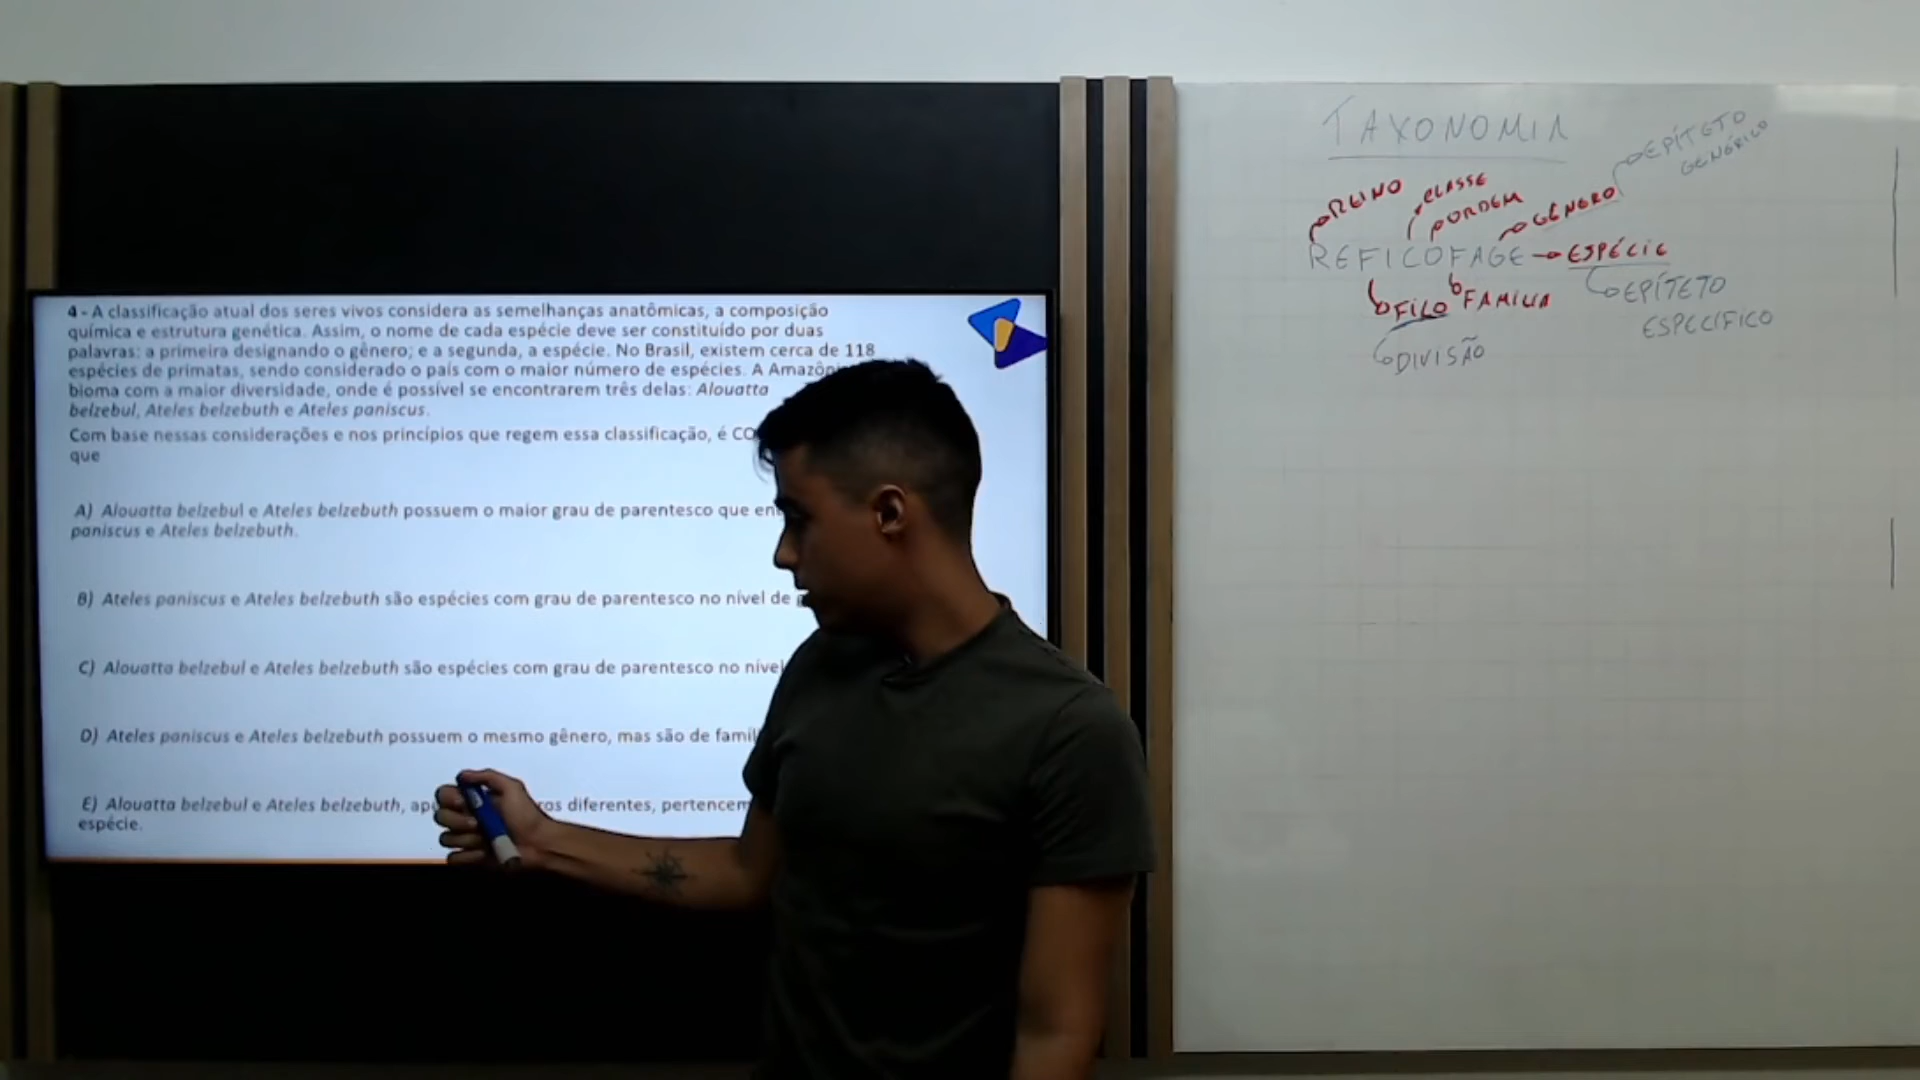 4 - A classificação atual dos seres vivos considera as semelhanças anatômicas, a composição
química e estrutura genética. Assim, o nome de cada espécie deve ser constituído por duas
palavras: a primeira designando o gênero; e a segunda, a espécie. No Brasil, existem cerca de 118
espécies de primatas, sendo considerado o país com o maior número de espécies. A
bioma com a maior diversidade, onde é possível se encontrarem três delas: Alouatta
belzebul, Ateles belzebuth e Ateles paniscus.
Com base nessas considerações e nos princípios que regem essa classificação, é
que
A) Alouatta belzebul e Ateles belzebuth possuem o maior grau de parentesco que
paniscus e Ateles belzebuth.
B) Ateles paniscus e Ateles belzebuth são espécies com grau de parentesco no nível de
C) Alouatta belzebul e Ateles belzebuth são espécies com grau de parentesco no nível
D) Ateles paniscus e Ateles belzebuth possuem o mesmo gênero, mas são de
E) Alouatta belzebul e Ateles belzebuth, diferentes, pertencem
espécie.
TAXONOMIA
EPÍTETO
GENÉRICO
REINO
CLASSE
ORDEM
GÊNERO
REFICOFAGE → ESPÉCIE
FILO
FAMÍLIA
EPÍTETO
ESPECÍFICO
DIVISÃO